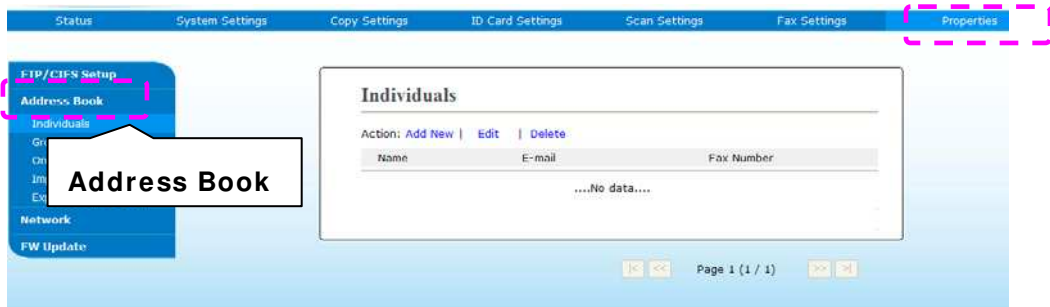 Status System Settings Copy Settings ID Card Settings Scan Settings Fax Settings Properties
FTP/CIFS Setup
Address Book
Individuals
Address Book
Network
FW Update
Individuals
Action: Add New | Edit | Delete
Name E-mail Fax Number
....No data....
|< << Page 1 (1 / 1) >> >|